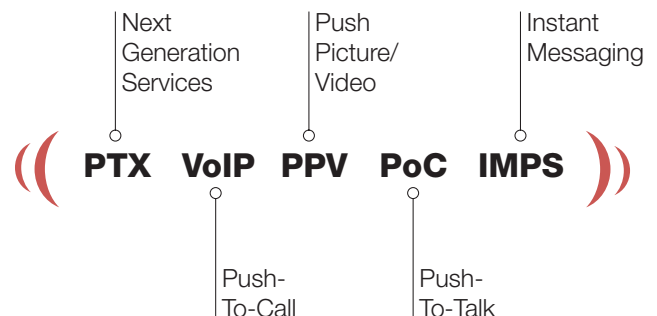 Next
Generation
Services
Push
Picture/
Video
Instant
Messaging
PTX VoIP PPV PoC IMPS
Push-
To-Call
Push-
To-Talk